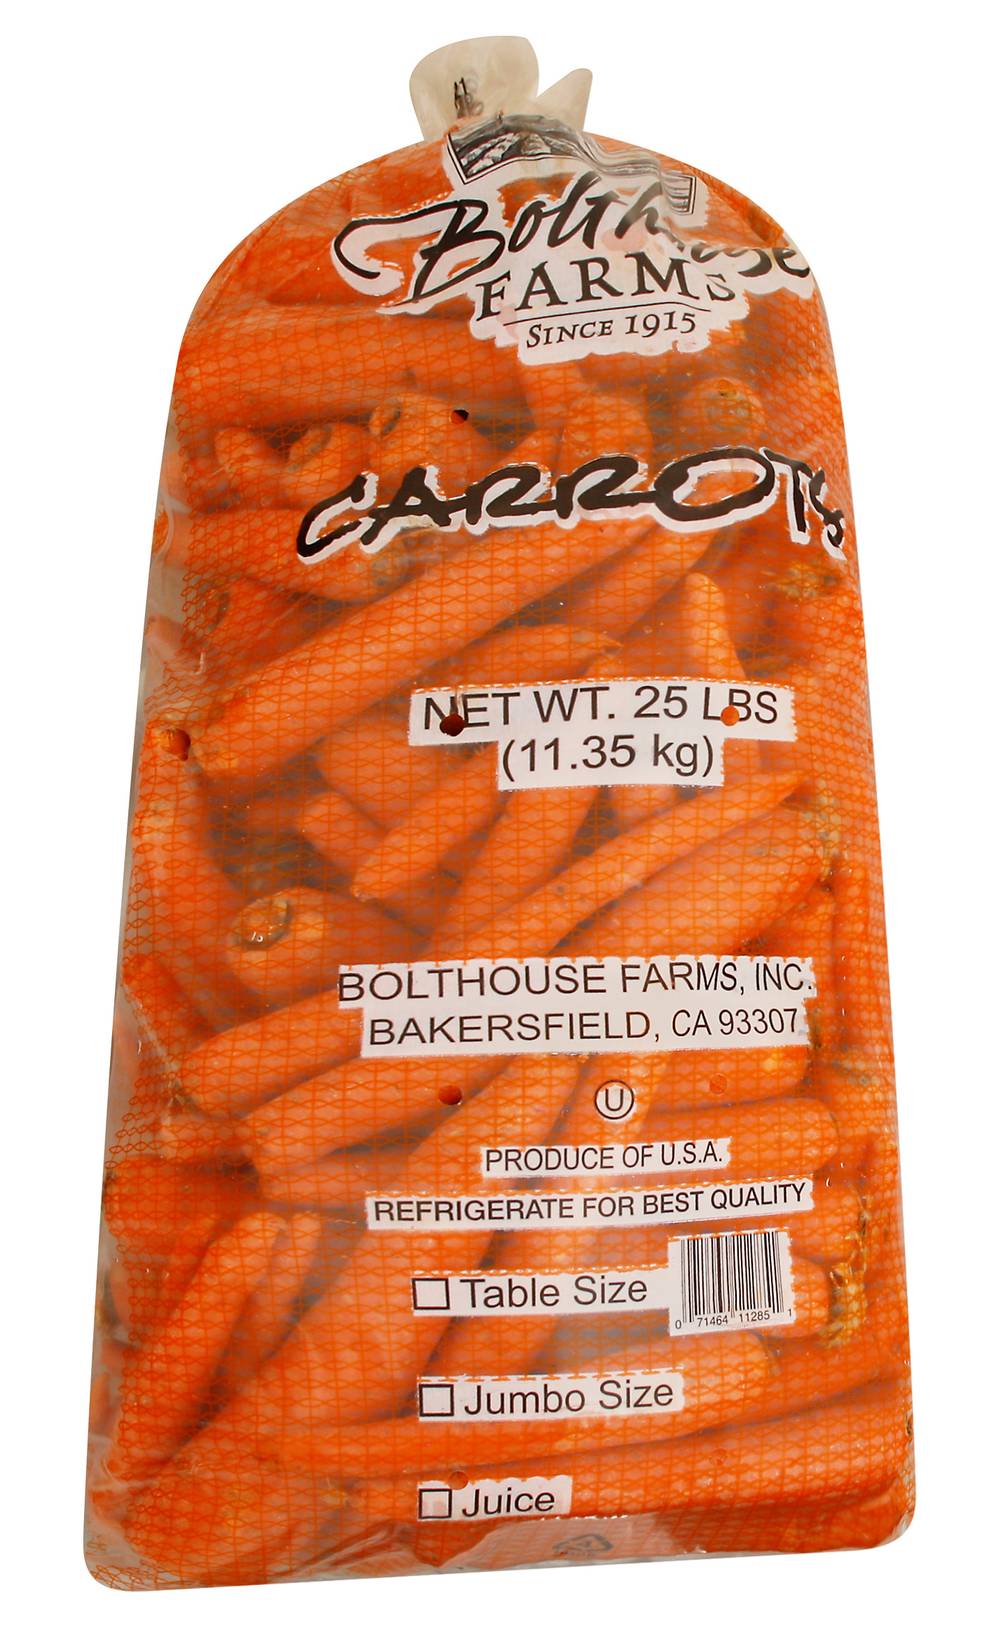 Bolthouse
FARMS
SINCE 1915
CARROTS
NET WT. 25 LBS
(11.35 kg)
BOLTHOUSE FARMS, INC.
BAKERSFIELD, CA 93307
U
PRODUCE OF U.S.A.
REFRIGERATE FOR BEST QUALITY
Table Size
0 71464 11285 1
Jumbo Size
Juice